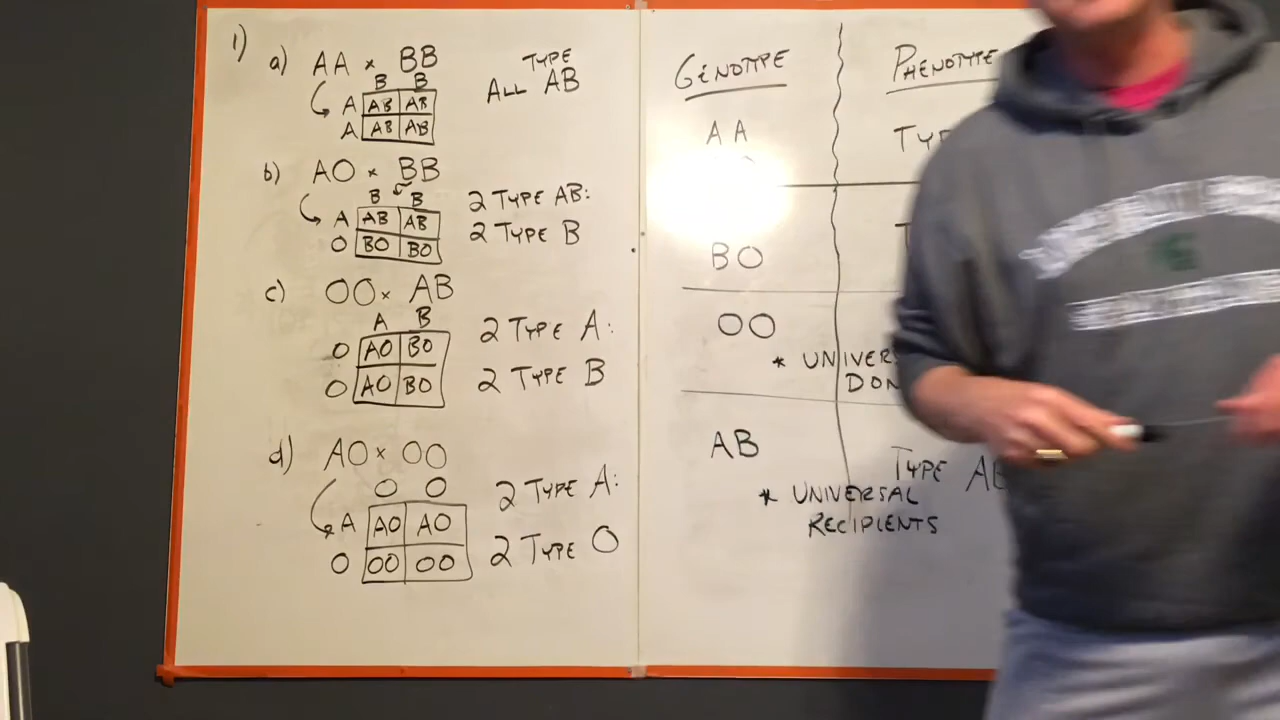 1)
a) AA × BB
B B
A AB AB
A AB AB
TYPE
ALL AB
b) AO × BB
B B
A AB AB
O BO BO
2 TYPE AB:
2 TYPE B
c) OO × AB
A B
O AO BO
O AO BO
2 TYPE A:
2 TYPE B
d) AO × OO
O O
A AO AO
O OO OO
2 TYPE A:
2 TYPE O
GENOTYPE PHENOTYPE
AA
BO
OO
* UNIVER
DON
AB TYPE AB
* UNIVERSAL
RECIPIENTS